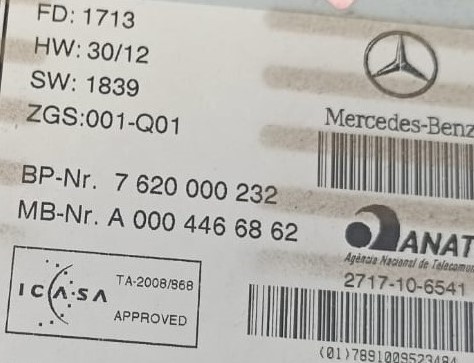 FD: 1713
HW: 30/12
SW: 1839
ZGS:001-Q01
Mercedes-Benz
BP-Nr. 7 620 000 232
MB-Nr. A 000 446 68 62
ANAT
Agência Nacional de Telecomu
2717-10-6541
ICASA
TA-2008/868
APPROVED
(01)7891009523484